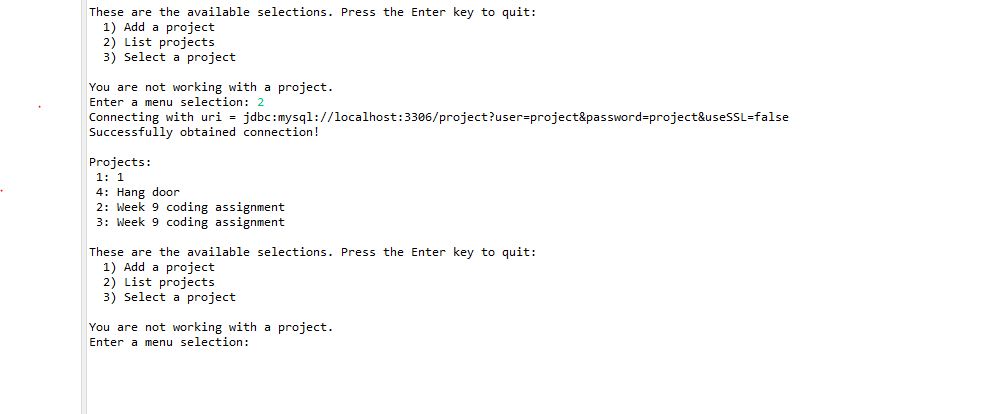 These are the available selections. Press the Enter key to quit:
1) Add a project
2) List projects
3) Select a project
You are not working with a project.
Enter a menu selection: 2
Connecting with uri = jdbc:mysql://localhost:3306/project?user=project&password=project&useSSL=false
Successfully obtained connection!
Projects:
1: 1
4: Hang door
2: Week 9 coding assignment
3: Week 9 coding assignment
These are the available selections. Press the Enter key to quit:
1) Add a project
2) List projects
3) Select a project
You are not working with a project.
Enter a menu selection: